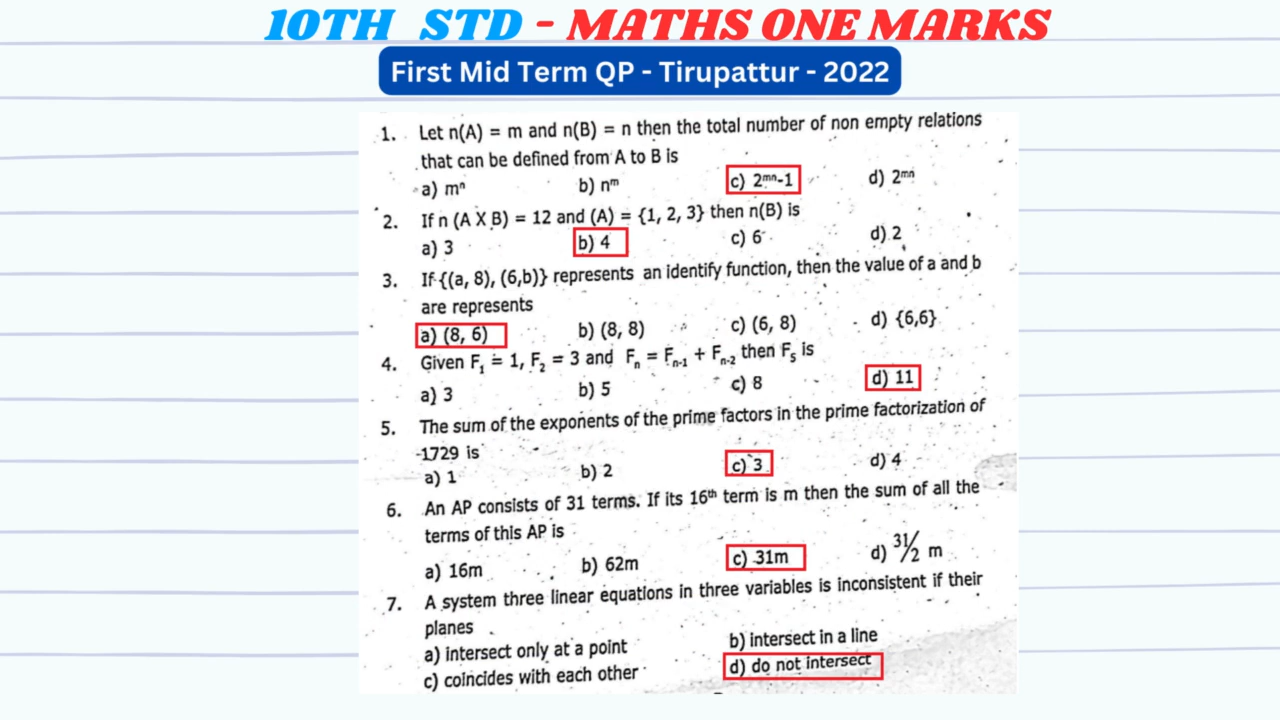 10TH STD - MATHS ONE MARKS
First Mid Term QP - Tirupattur - 2022
1. Let n(A) = m and n(B) = n then the total number of non empty relations
that can be defined from A to B is
a) mⁿ b) nᵐ c) 2ᵐⁿ-1 d) 2ᵐⁿ
2. If n (A X B) = 12 and (A) = {1, 2, 3} then n(B) is
a) 3 b) 4 c) 6 d) 2
3. If {(a, 8), (6,b)} represents an identify function, then the value of a and b
are represents
a) (8, 6) b) (8, 8) c) (6, 8) d) {6,6}
4. Given F₁ = 1, F₂ = 3 and Fₙ = Fₙ₋₁ + Fₙ₋₂ then F₅ is
a) 3 b) 5 c) 8 d) 11
5. The sum of the exponents of the prime factors in the prime factorization of
1729 is
a) 1 b) 2 c) 3 d) 4
6. An AP consists of 31 terms. If its 16ᵗʰ term is m then the sum of all the
terms of this AP is
a) 16m b) 62m c) 31m d) 31/2 m
7. A system three linear equations in three variables is inconsistent if their
planes
a) intersect only at a point b) intersect in a line
c) coincides with each other d) do not intersect